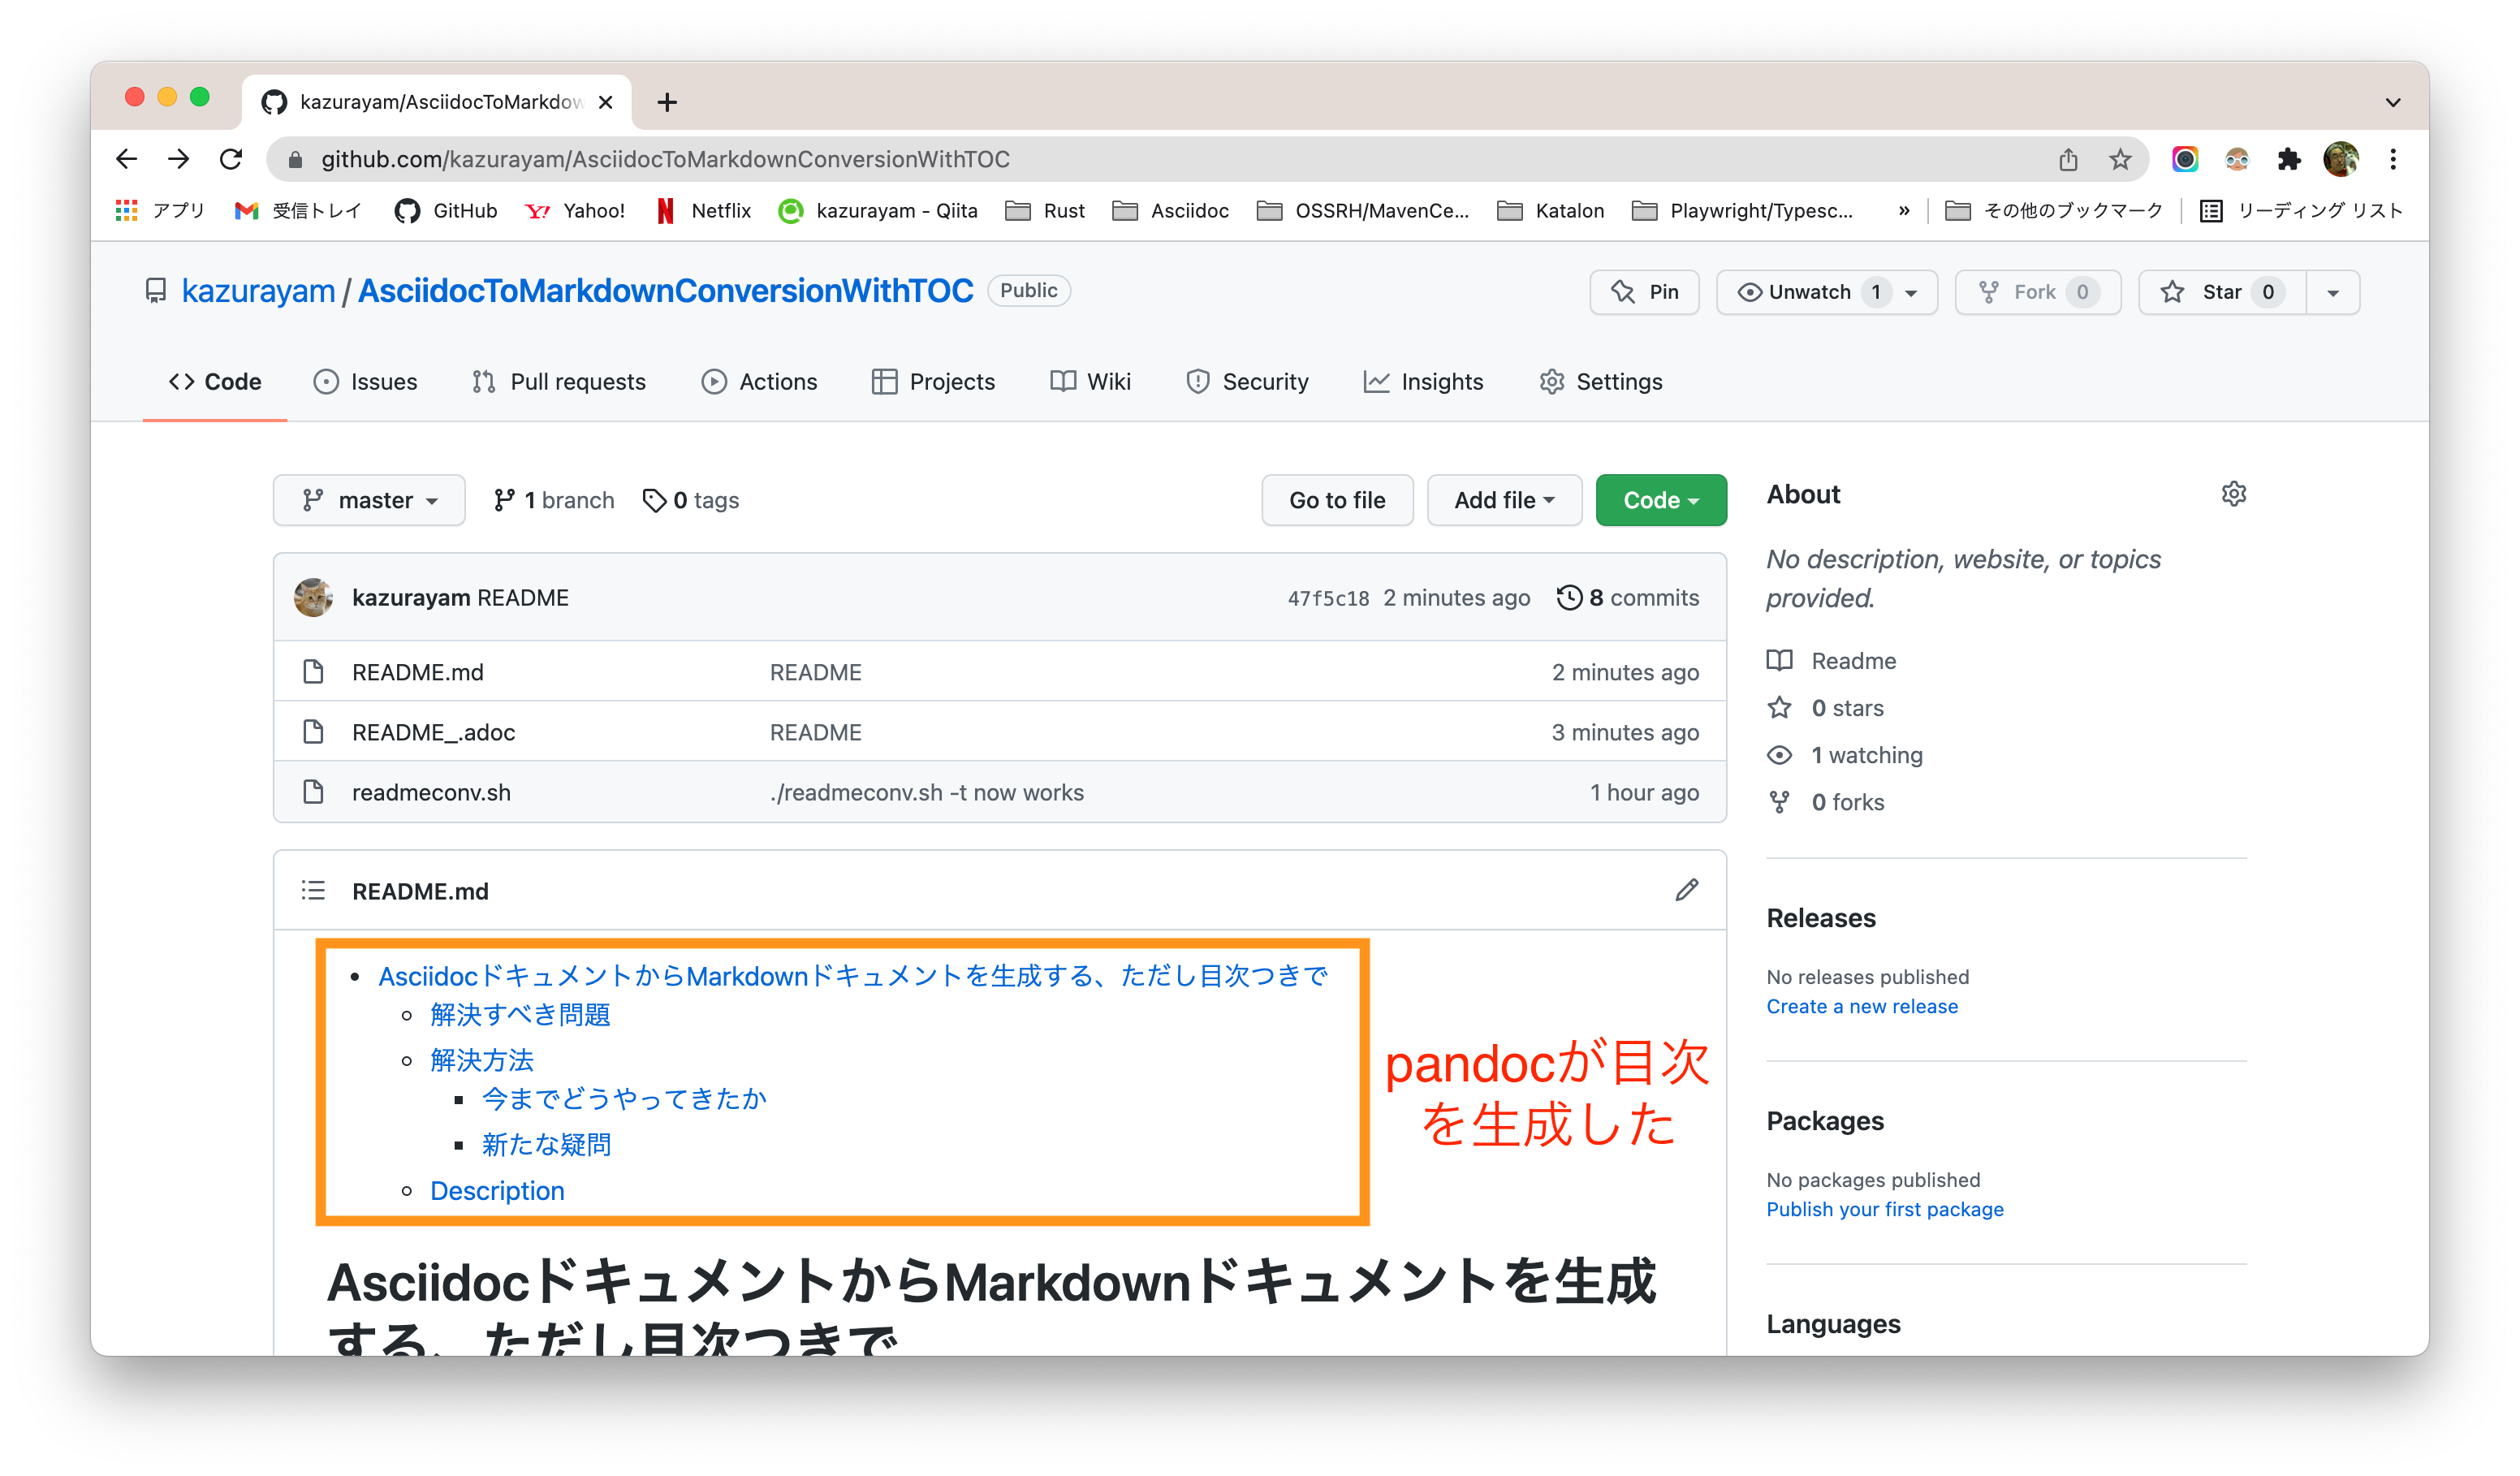 kazurayam/AsciidocToMarkdow
github.com/kazurayam/AsciidocToMarkdownConversionWithTOC
アプリ 受信トレイ GitHub Yahoo! Netflix kazurayam - Qiita Rust Asciidoc OSSRH/MavenCe... Katalon Playwright/Typesc... » その他のブックマーク リーディング リスト
kazurayam / AsciidocToMarkdownConversionWithTOC Public Pin Unwatch 1 Fork 0 Star 0
Code Issues Pull requests Actions Projects Wiki Security Insights Settings
master 1 branch 0 tags Go to file Add file Code
kazurayam README 47f5c18 2 minutes ago 8 commits
README.md README 2 minutes ago
README_.adoc README 3 minutes ago
readmeconv.sh ./readmeconv.sh -t now works 1 hour ago
README.md
AsciidocドキュメントからMarkdownドキュメントを生成する、ただし目次つきで
解決すべき問題
解決方法
今までどうやってきたか
新たな疑問
Description
pandocが目次
を生成した
AsciidocドキュメントからMarkdownドキュメントを生成
する、ただし目次つきで
About
No description, website, or topics
provided.
Readme
0 stars
1 watching
0 forks
Releases
No releases published
Create a new release
Packages
No packages published
Publish your first package
Languages